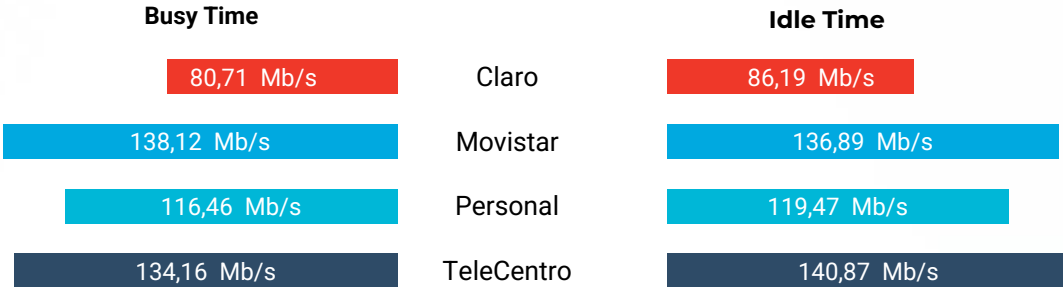 Busy Time Idle Time
80,71 Mb/s Claro 86,19 Mb/s
138,12 Mb/s Movistar 136,89 Mb/s
116,46 Mb/s Personal 119,47 Mb/s
134,16 Mb/s TeleCentro 140,87 Mb/s